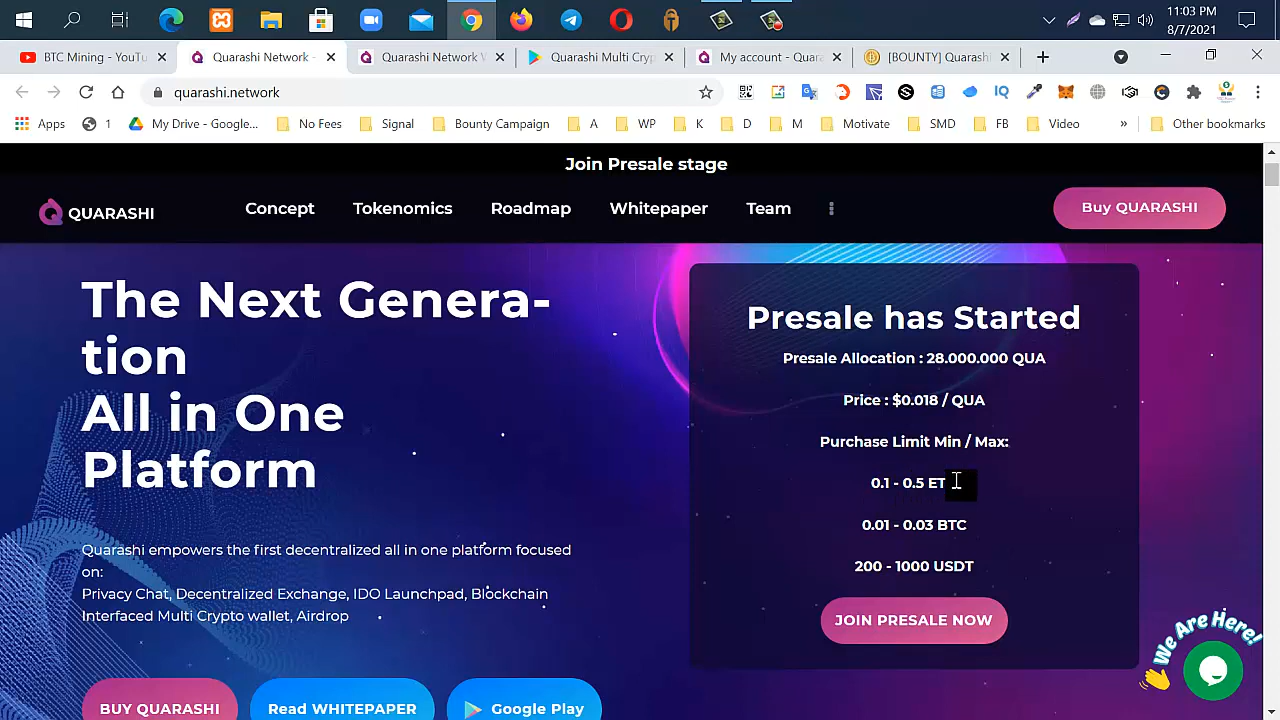 11:03 PM
8/7/2021
BTC Mining - YouTu
Quarashi Network -
Quarashi Network V
Quarashi Multi Cryp
My account - Quara
[BOUNTY] Quarashi
quarashi.network
Apps
1
My Drive - Google...
No Fees
Signal
Bounty Campaign
A
WP
K
D
M
Motivate
SMD
FB
Video
»
Other bookmarks
Join Presale stage
QUARASHI
Concept
Tokenomics
Roadmap
Whitepaper
Team
Buy QUARASHI
The Next Genera-
tion
All in One
Platform
Quarashi empowers the first decentralized all in one platform focused
on:
Privacy Chat, Decentralized Exchange, IDO Launchpad, Blockchain
Interfaced Multi Crypto wallet, Airdrop
BUY QUARASHI
Read WHITEPAPER
Google Play
Presale has Started
Presale Allocation : 28.000.000 QUA
Price : $0.018 / QUA
Purchase Limit Min / Max:
0.1 - 0.5 ET
0.01 - 0.03 BTC
200 - 1000 USDT
JOIN PRESALE NOW
We Are Here!